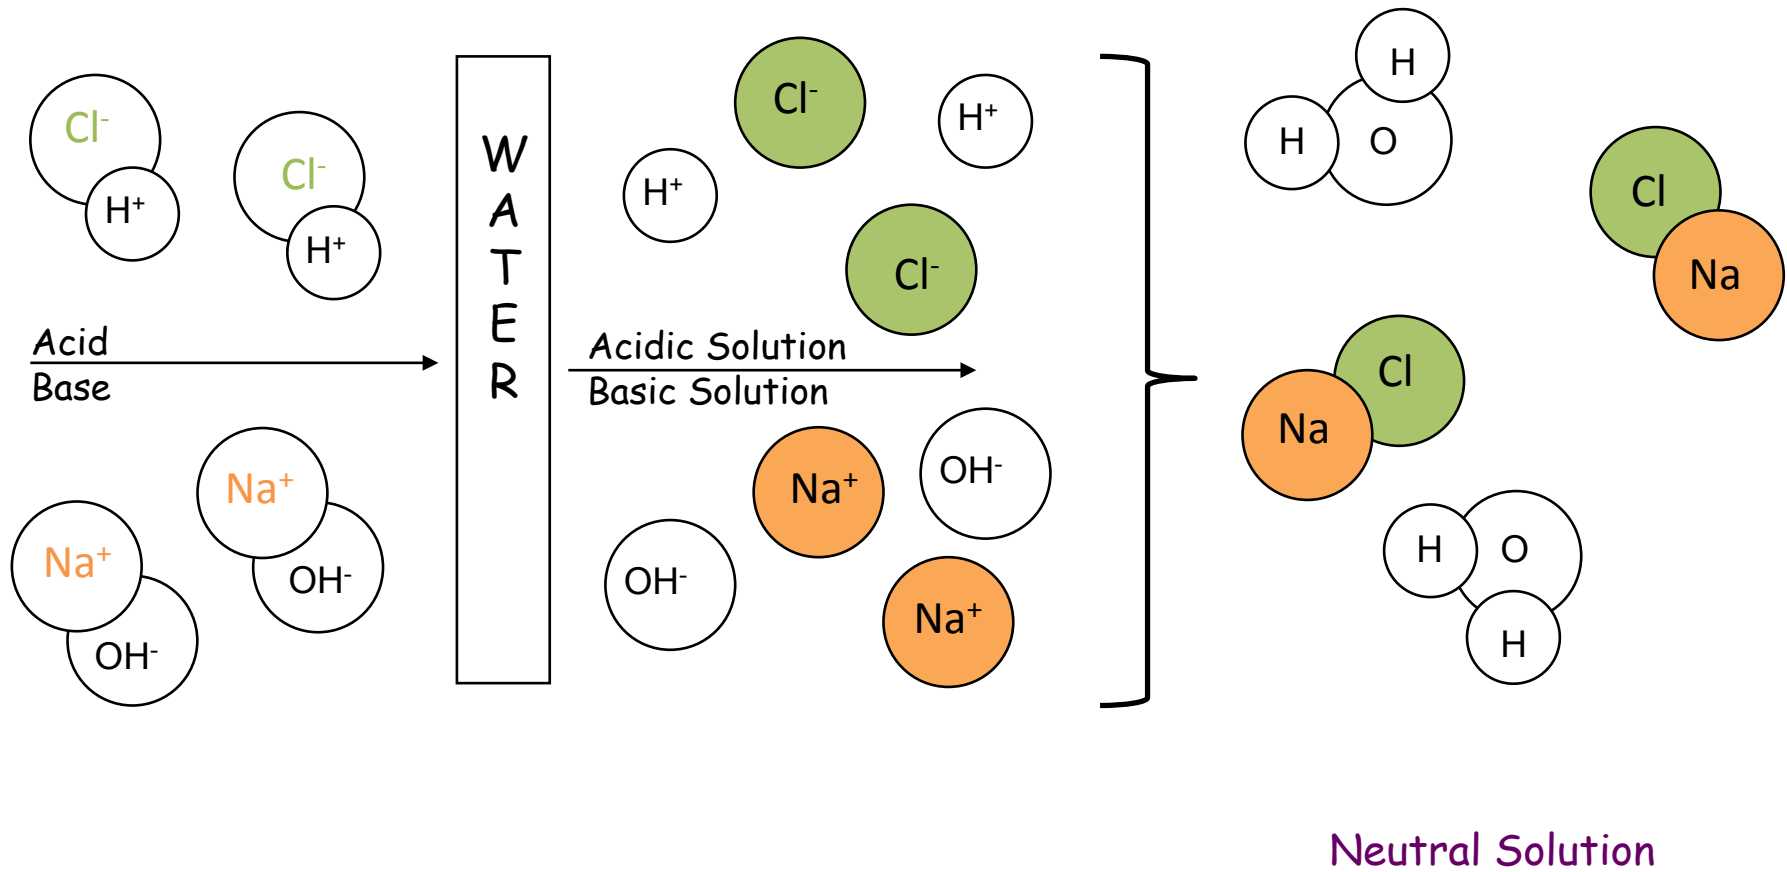 Cl⁻
H⁺
Cl⁻
H⁺
Acid
Base
Na⁺
OH⁻
Na⁺
OH⁻
WATER
Cl⁻
H⁺
H⁺
Cl⁻
Acidic Solution
Basic Solution
Na⁺
OH⁻
OH⁻
Na⁺
H
H
O
Cl
Na
Cl
Na
H
O
H
Neutral Solution